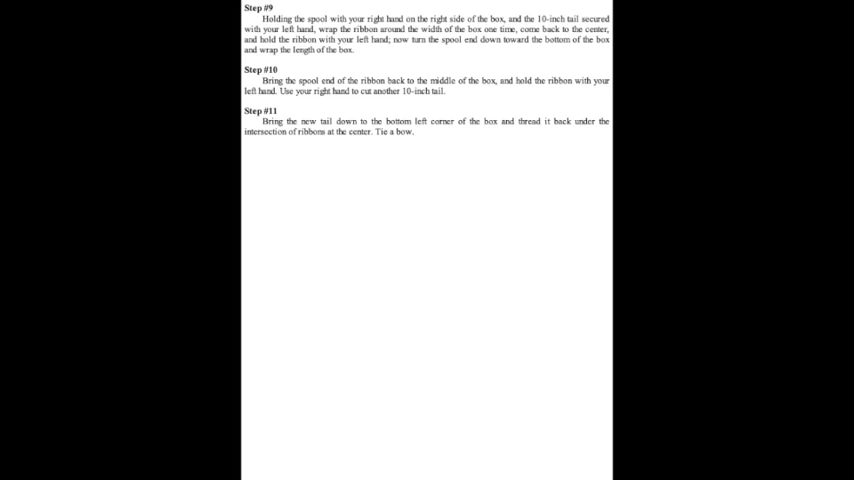 Step #9
Holding the spool with your right hand on the right side of the box, and the 10-inch tail secured
with your left hand, wrap the ribbon around the width of the box one time, come back to the center,
and hold the ribbon with your left hand; now turn the spool end down toward the bottom of the box
and wrap the length of the box.
Step #10
Bring the spool end of the ribbon back to the middle of the box, and hold the ribbon with your
left hand. Use your right hand to cut another 10-inch tail.
Step #11
Bring the new tail down to the bottom left corner of the box and thread it back under the
intersection of ribbons at the center. Tie a bow.